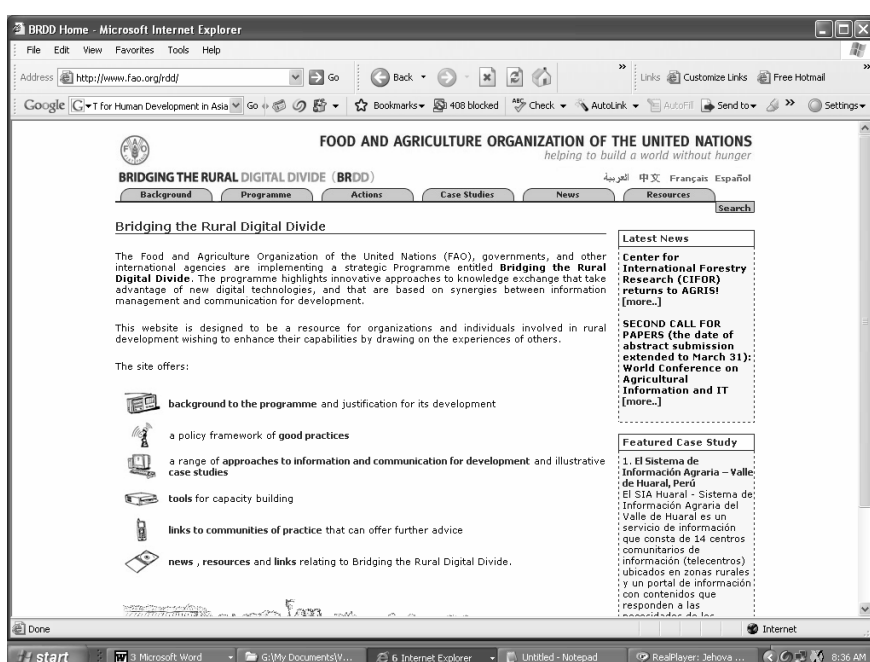 BRDD Home - Microsoft Internet Explorer
File Edit View Favorites Tools Help
Address http://www.fao.org/rdd/ Go Back » Links Customize Links Free Hotmail »
Google G T for Human Development in Asia Go Bookmarks 408 blocked Check AutoLink AutoFill Send to » Settings
FOOD AND AGRICULTURE ORGANIZATION OF THE UNITED NATIONS
helping to build a world without hunger
BRIDGING THE RURAL DIGITAL DIVIDE (BRDD)
العربية 中文 Français Español
Background Programme Actions Case Studies News Resources
Search
Bridging the Rural Digital Divide
The Food and Agriculture Organization of the United Nations (FAO), governments, and other
international agencies are implementing a strategic Programme entitled Bridging the Rural
Digital Divide. The programme highlights innovative approaches to knowledge exchange that take
advantage of new digital technologies, and that are based on synergies between information
management and communication for development.
This website is designed to be a resource for organizations and individuals involved in rural
development wishing to enhance their capabilities by drawing on the experiences of others.
The site offers:
background to the programme and justification for its development
a policy framework of good practices
a range of approaches to information and communication for development and illustrative
case studies
tools for capacity building
links to communities of practice that can offer further advice
news , resources and links relating to Bridging the Rural Digital Divide.
Latest News
Center for
International Forestry
Research (CIFOR)
returns to AGRIS!
[more..]
SECOND CALL FOR
PAPERS (the date of
abstract submission
extended to March 31):
World Conference on
Agricultural
Information and IT
[more..]
Featured Case Study
1. El Sistema de
Información Agraria – Valle
de Huaral, Perú
El SIA Huaral - Sistema de
Información Agraria del
Valle de Huaral es un
servicio de información
que consta de 14 centros
comunitarios de
información (telecentros)
ubicados en zonas rurales
y un portal de información
con contenidos que
responden a las
necesidades de los
Done Internet
start 3 Microsoft Word G:\My Documents\V... 6 Internet Explorer Untitled - Notepad RealPlayer: Jehova ... 8:36 AM